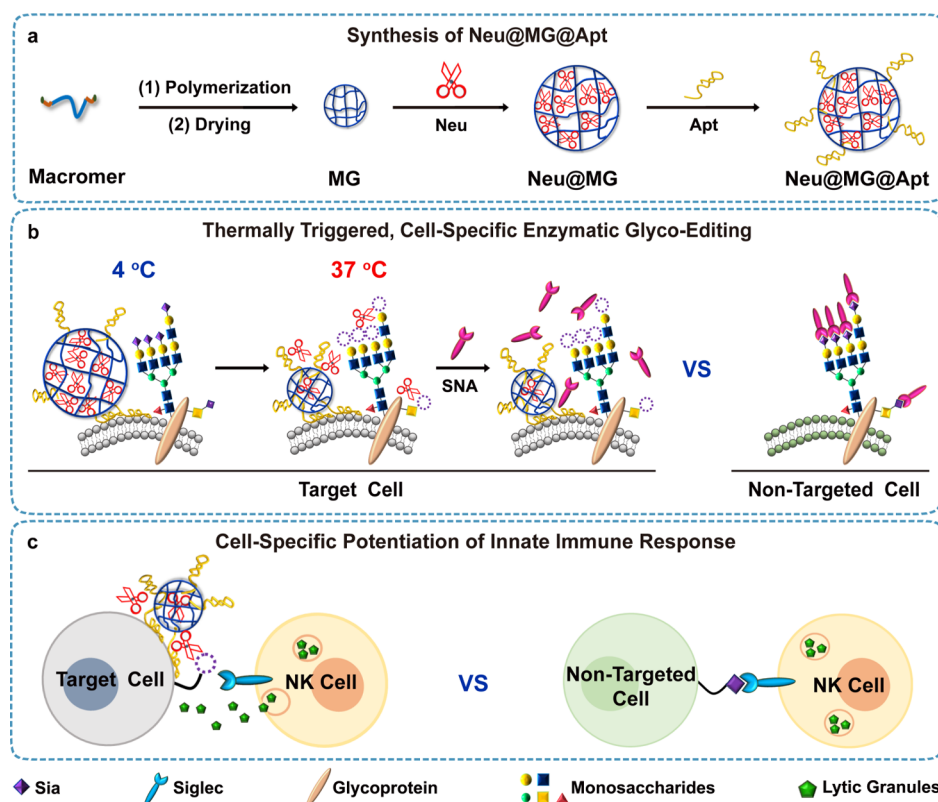 a
Synthesis of Neu@MG@Apt
(1) Polymerization
(2) Drying
Neu
Apt
Macromer
MG
Neu@MG
Neu@MG@Apt
b
Thermally Triggered, Cell-Specific Enzymatic Glyco-Editing
4 °C
37 °C
SNA
VS
Target Cell
Non-Targeted Cell
c
Cell-Specific Potentiation of Innate Immune Response
Target Cell
NK Cell
VS
Non-Targeted
Cell
NK Cell
Sia
Siglec
Glycoprotein
Monosaccharides
Lytic Granules